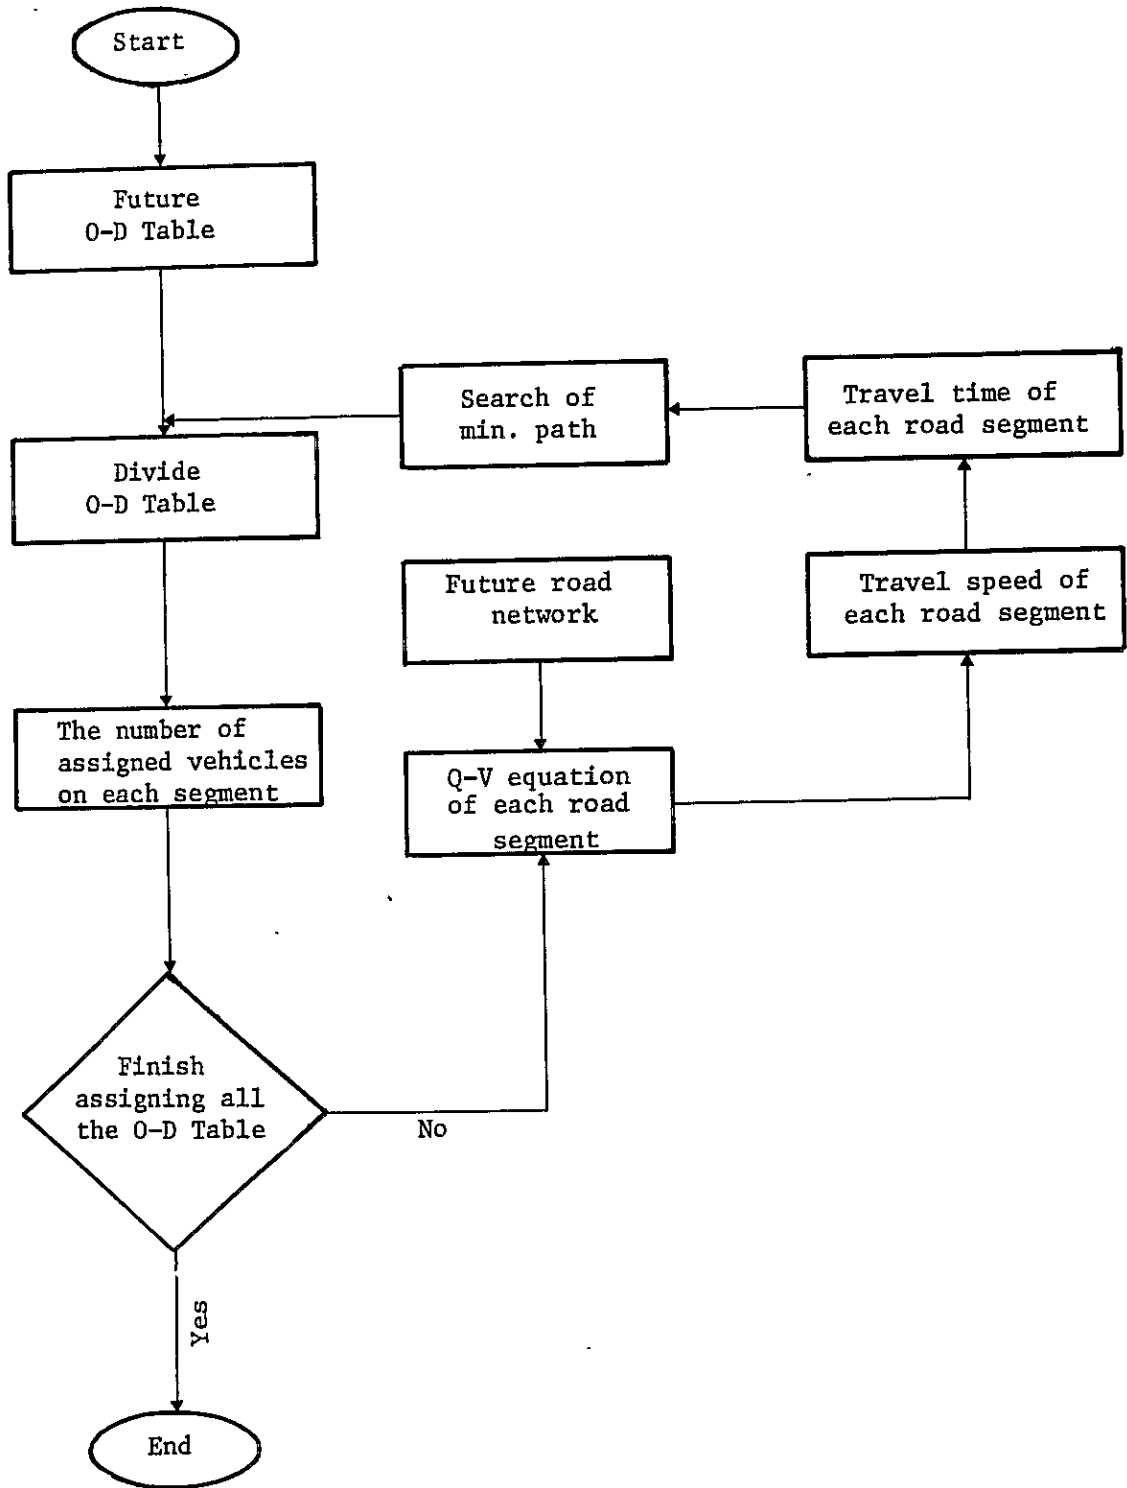 Start
Future
O-D Table
Search of
min. path
Travel time of
each road segment
Divide
O-D Table
Future road
network
Travel speed of
each road segment
The number of
assigned vehicles
on each segment
Q-V equation
of each road
segment
Finish
assigning all
the O-D Table
No
Yes
End